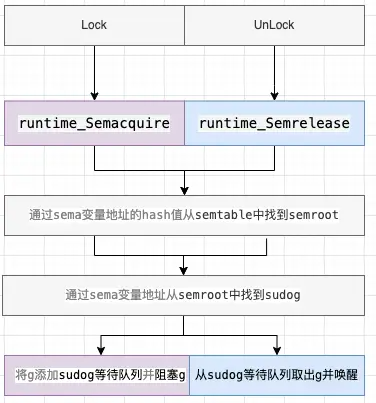 Lock
UnLock
runtime_Semacquire
runtime_Semrelease
通过sema变量地址的hash值从semtable中找到semroot
通过sema变量地址从semroot中找到sudog
将g添加sudog等待队列并阻塞g
从sudog等待队列取出g并唤醒